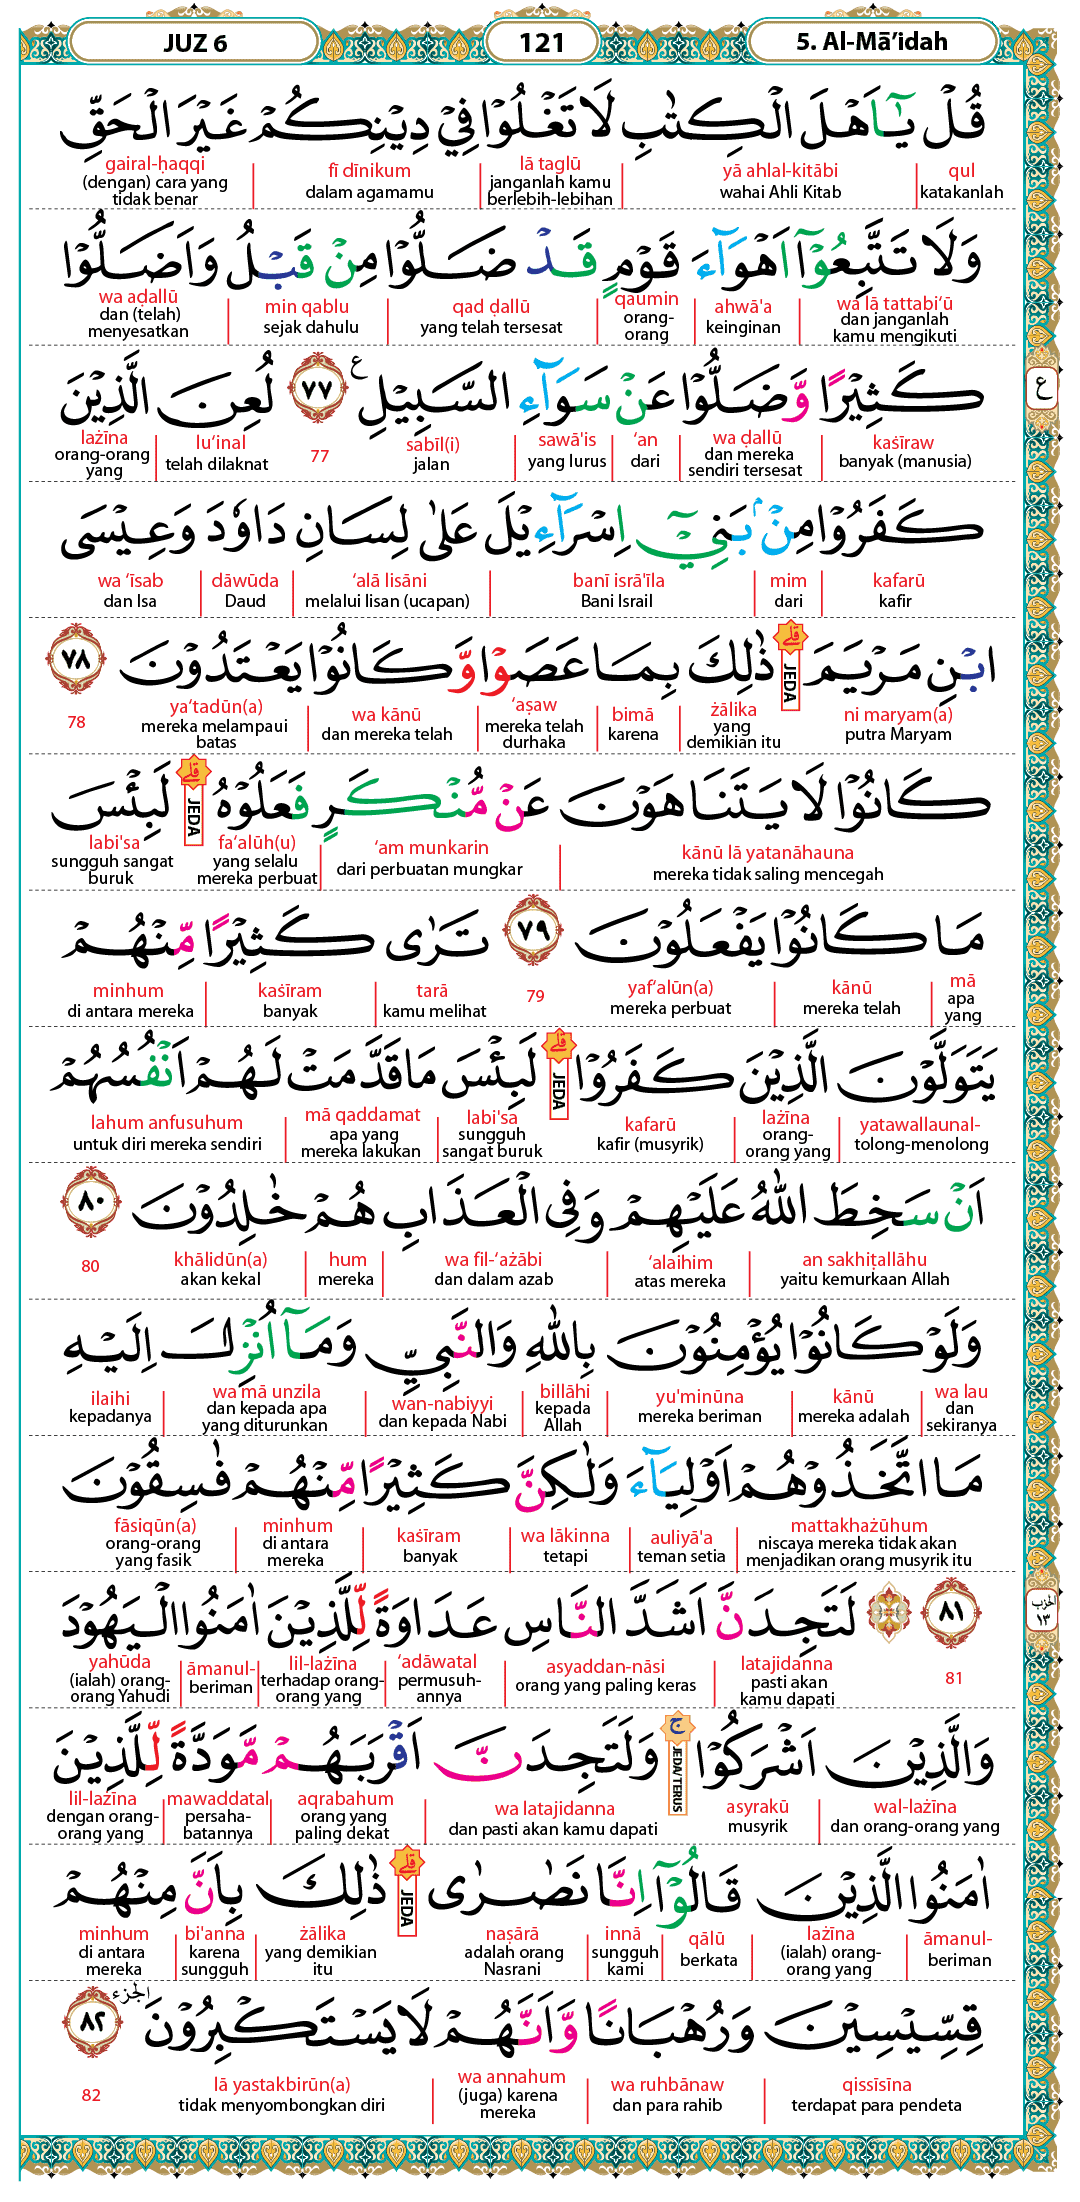 JUZ 6
121
5. Al-Mā’idah
قُلْ يٰٓاَهْلَ الْكِتٰبِ لَا تَغْلُوْا فِيْ دِيْنِكُمْ غَيْرَ الْحَقِّ
qul yā ahlal-kitābi lā taglū fī dīnikum gairal-ḥaqqi
katakanlah wahai Ahli Kitab janganlah kamu berlebih-lebihan dalam agamamu (dengan) cara yang tidak benar
وَلَا تَتَّبِعُوْٓا اَهْوَاۤءَ قَوْمٍ قَدْ ضَلُّوْا مِنْ قَبْلُ وَاَضَلُّوْا
wa lā tattabi‘ū ahwā'a qaumin qad ḍallū min qablu wa aḍallū
dan janganlah kamu mengikuti keinginan orang-orang yang telah tersesat sejak dahulu dan (telah) menyesatkan
كَثِيْرًا وَّضَلُّوْا عَنْ سَوَاۤءِ السَّبِيْلِ ࣖ ٧٧ لُعِنَ الَّذِيْنَ
kaśīraw wa ḍallū ‘an sawā'is sabīl(i) 77 lu‘inal lażīna
banyak (manusia) dan mereka sendiri tersesat dari yang lurus jalan telah dilaknat orang-orang yang
ع
كَفَرُوْا مِنْۢ بَنِيْٓ اِسْرَاۤءِيْلَ عَلٰى لِسَانِ دَاوٗدَ وَعِيْسَى
kafarū mim banī isrā'īla ‘alā lisāni dāwūda wa ‘īsab
kafir dari Bani Israil melalui lisan (ucapan) Daud dan Isa
ابْنِ مَرْيَمَ ۗ JEDA ذٰلِكَ بِمَا عَصَوْا وَّكَانُوْا يَعْتَدُوْنَ ٧٨
ni maryam(a) żālika bimā ‘aṣaw wa kānū ya‘tadūn(a) 78
putra Maryam yang demikian itu karena mereka telah durhaka dan mereka telah mereka melampaui batas
كَانُوْا لَا يَتَنَاهَوْنَ عَنْ مُّنْكَرٍ فَعَلُوْهُ ۗ JEDA لَبِئْسَ
kānū lā yatanāhauna ‘am munkarin fa‘alūh(u) labi'sa
mereka tidak saling mencegah dari perbuatan mungkar yang selalu mereka perbuat sungguh sangat buruk
مَا كَانُوْا يَفْعَلُوْنَ ٧٩ تَرٰى كَثِيْرًا مِّنْهُمْ
mā kānū yaf‘alūn(a) 79 tarā kaśīram minhum
apa yang mereka telah mereka perbuat kamu melihat banyak di antara mereka
يَتَوَلَّوْنَ الَّذِيْنَ كَفَرُوْا ۗ JEDA لَبِئْسَ مَا قَدَّمَتْ لَهُمْ اَنْفُسُهُمْ
yatawallaunal- lażīna kafarū labi'sa mā qaddamat lahum anfusuhum
tolong-menolong orang-orang yang kafir (musyrik) sungguh sangat buruk apa yang mereka lakukan untuk diri mereka sendiri
اَنْ سَخِطَ اللّٰهُ عَلَيْهِمْ وَفِى الْعَذَابِ هُمْ خٰلِدُوْنَ ٨٠
an sakhiṭallāhu ‘alaihim wa fil-‘ażābi hum khālidūn(a) 80
yaitu kemurkaan Allah atas mereka dan dalam azab mereka akan kekal
وَلَوْ كَانُوْا يُؤْمِنُوْنَ بِاللّٰهِ وَالنَّبِيِّ وَمَآ اُنْزِلَ اِلَيْهِ
wa lau kānū yu'minūna billāhi wan-nabiyyi wa mā unzila ilaihi
dan sekiranya mereka adalah mereka beriman kepada Allah dan kepada Nabi dan kepada apa yang diturunkan kepadanya
مَا اتَّخَذُوْهُمْ اَوْلِيَاۤءَ وَلٰكِنَّ كَثِيْرًا مِّنْهُمْ فٰسِقُوْنَ
mattakhażūhum auliyā'a wa lākinna kaśīram minhum fāsiqūn(a)
niscaya mereka tidak akan menjadikan orang musyrik itu teman setia tetapi banyak di antara mereka orang-orang yang fasik
٨١ لَتَجِدَنَّ اَشَدَّ النَّاسِ عَدَاوَةً لِّلَّذِيْنَ اٰمَنُوا الْيَهُوْدَ
81 latajidanna asyaddan-nāsi ‘adāwatal lil-lażīna āmanul- yahūda
pasti akan kamu dapati orang yang paling keras permusuh-annya terhadap orang-orang yang beriman (ialah) orang-orang Yahudi
الحزب ١٣
وَالَّذِيْنَ اَشْرَكُوْا ۚ JEDA/TERUS وَلَتَجِدَنَّ اَقْرَبَهُمْ مَّوَدَّةً لِّلَّذِيْنَ
wal-lażīna asyrakū wa latajidanna aqrabahum mawaddatal lil-lażīna
dan orang-orang yang musyrik dan pasti akan kamu dapati orang yang paling dekat persaha-batannya dengan orang-orang yang
اٰمَنُوا الَّذِيْنَ قَالُوْٓا اِنَّا نَصٰرٰى ۗ JEDA ذٰلِكَ بِاَنَّ مِنْهُمْ
āmanul- lażīna qālū innā naṣārā żālika bi'anna minhum
beriman (ialah) orang-orang yang berkata sungguh kami adalah orang Nasrani yang demikian itu karena sungguh di antara mereka
قِسِّيْسِيْنَ وَرُهْبَانًا وَّاَنَّهُمْ لَا يَسْتَكْبِرُوْنَ ٨٢ الجزء
qissīsīna wa ruhbānaw wa annahum lā yastakbirūn(a) 82
terdapat para pendeta dan para rahib (juga) karena mereka tidak menyombongkan diri